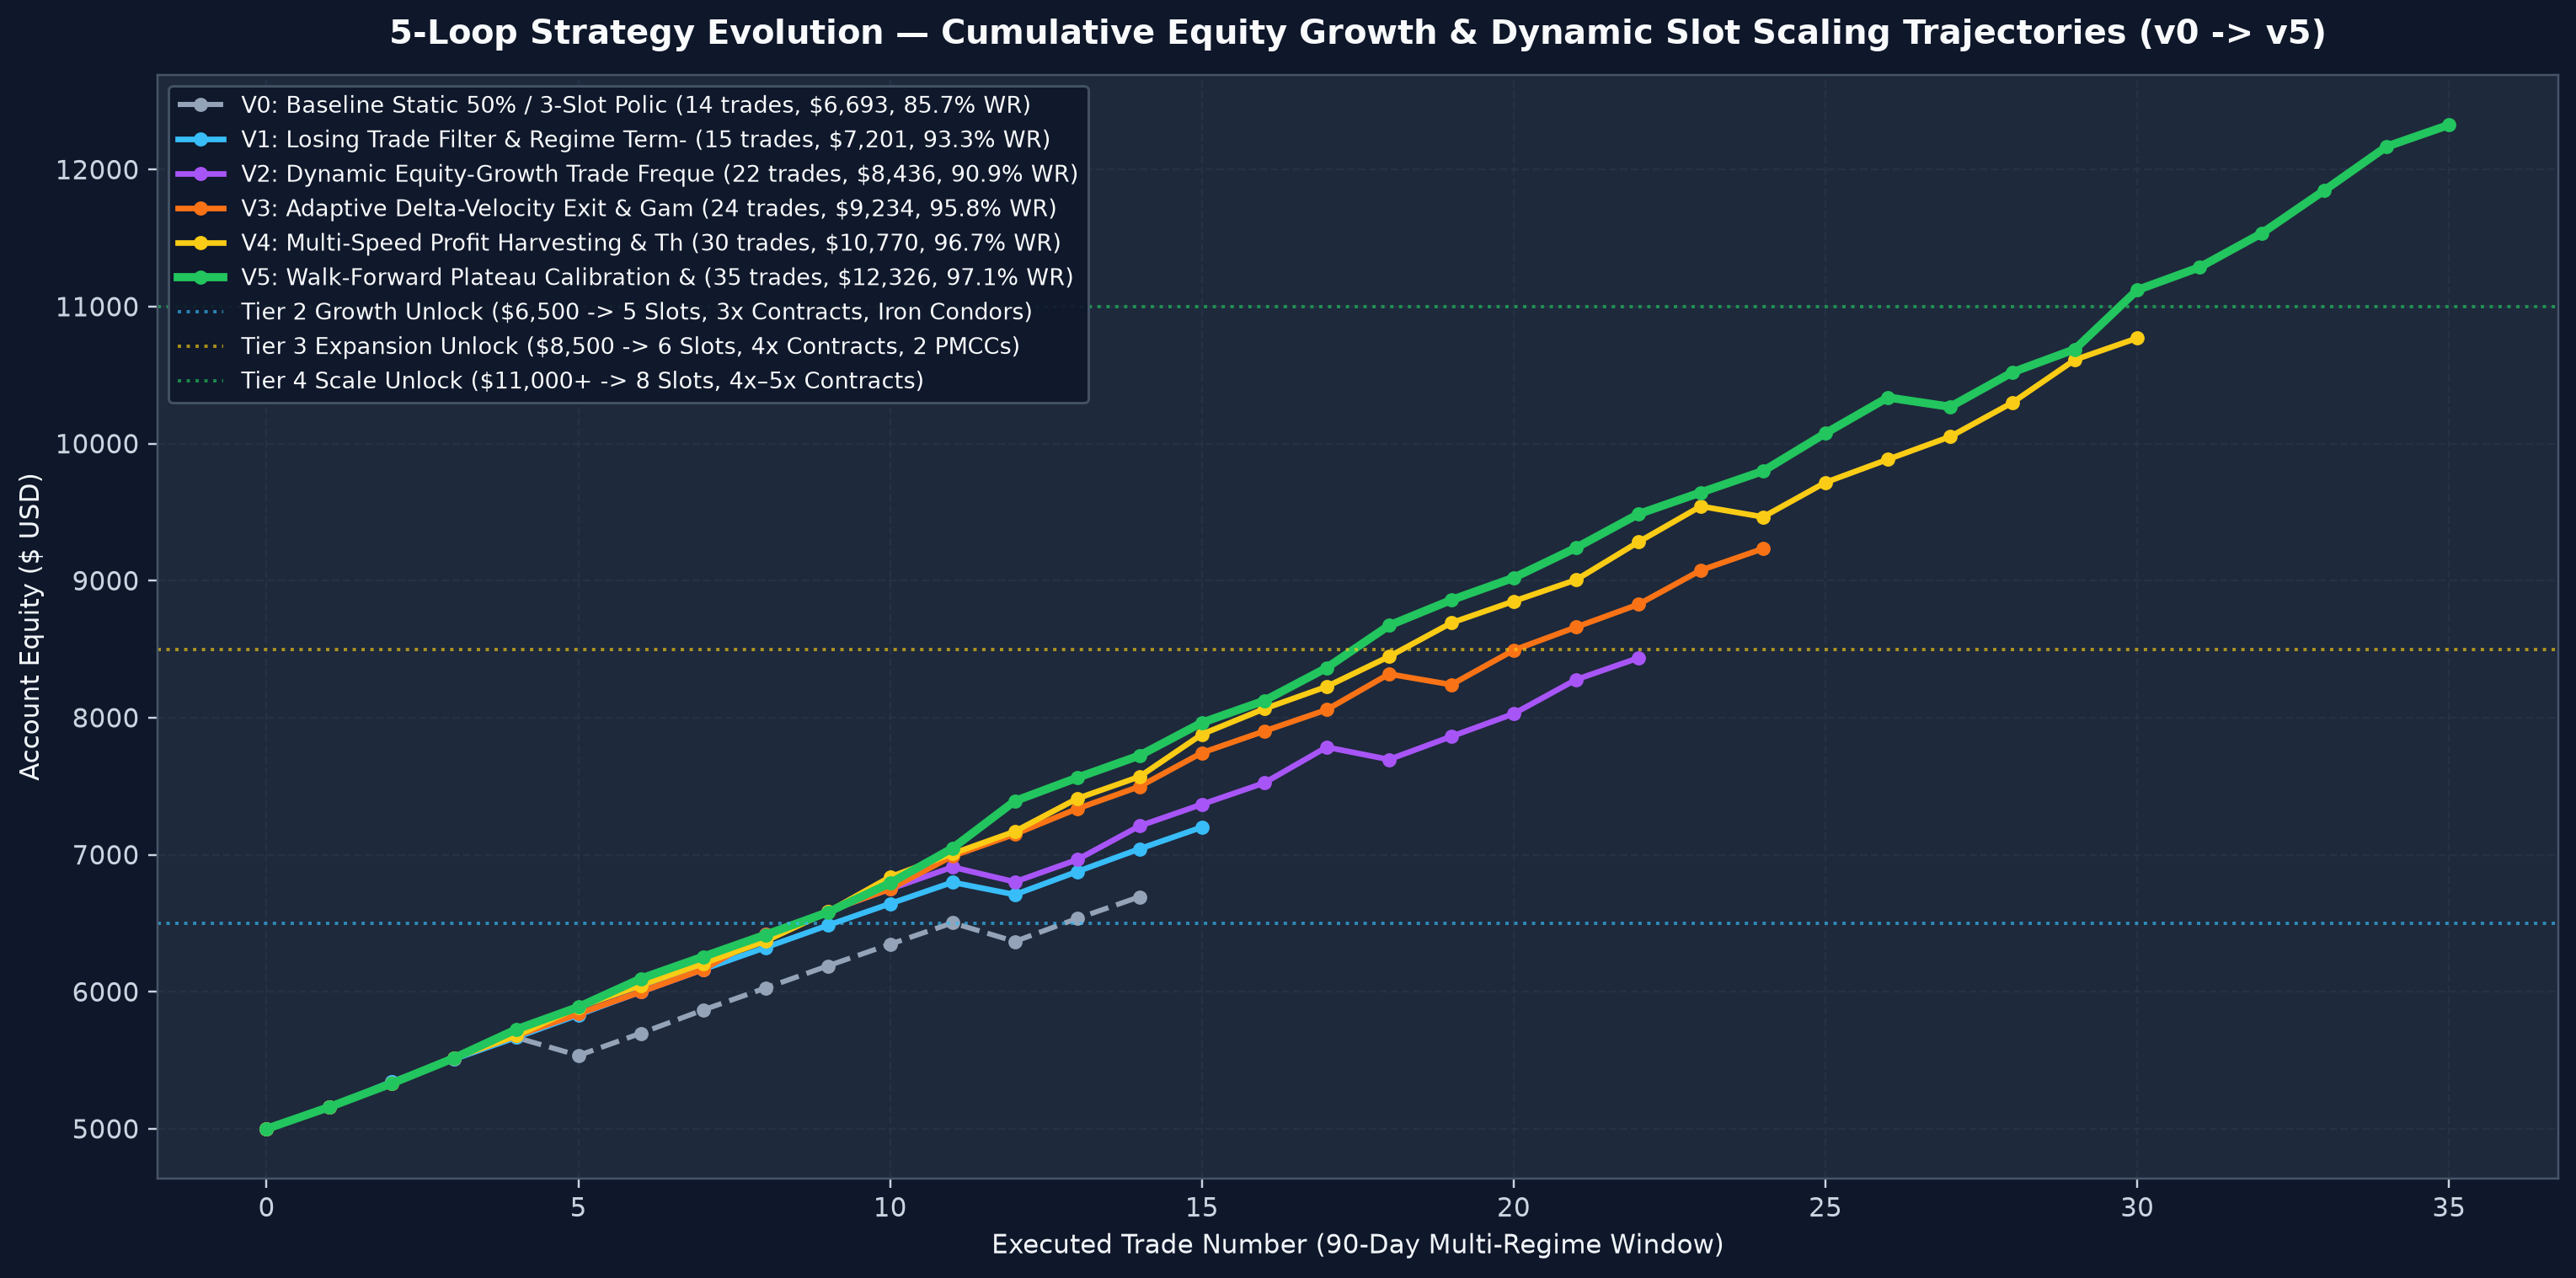 5-Loop Strategy Evolution — Cumulative Equity Growth & Dynamic Slot Scaling Trajectories (v0 -> v5)
V0: Baseline Static 50% / 3-Slot Polic (14 trades, $6,693, 85.7% WR)
V1: Losing Trade Filter & Regime Term- (15 trades, $7,201, 93.3% WR)
V2: Dynamic Equity-Growth Trade Freque (22 trades, $8,436, 90.9% WR)
V3: Adaptive Delta-Velocity Exit & Gam (24 trades, $9,234, 95.8% WR)
V4: Multi-Speed Profit Harvesting & Th (30 trades, $10,770, 96.7% WR)
V5: Walk-Forward Plateau Calibration & (35 trades, $12,326, 97.1% WR)
Tier 2 Growth Unlock ($6,500 -> 5 Slots, 3x Contracts, Iron Condors)
Tier 3 Expansion Unlock ($8,500 -> 6 Slots, 4x Contracts, 2 PMCCs)
Tier 4 Scale Unlock ($11,000+ -> 8 Slots, 4x–5x Contracts)
Account Equity ($ USD)
12000
11000
10000
9000
8000
7000
6000
5000
0 5 10 15 20 25 30 35
Executed Trade Number (90-Day Multi-Regime Window)